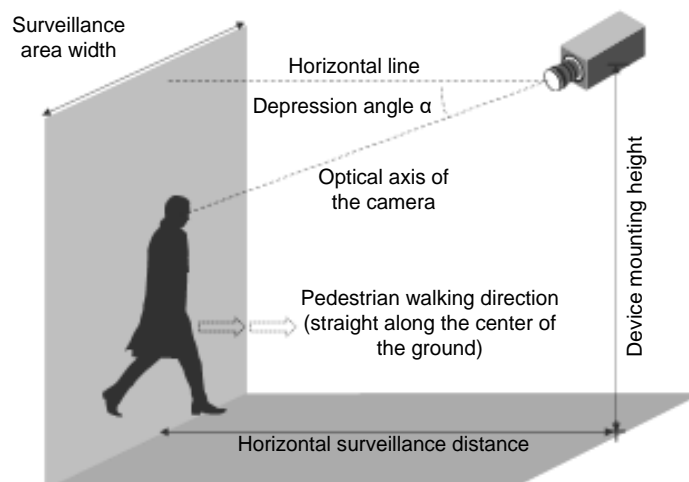 Surveillance
area width
Horizontal line
Depression angle α
Optical axis of
the camera
Device mounting height
Pedestrian walking direction
(straight along the center of
the ground)
Horizontal surveillance distance